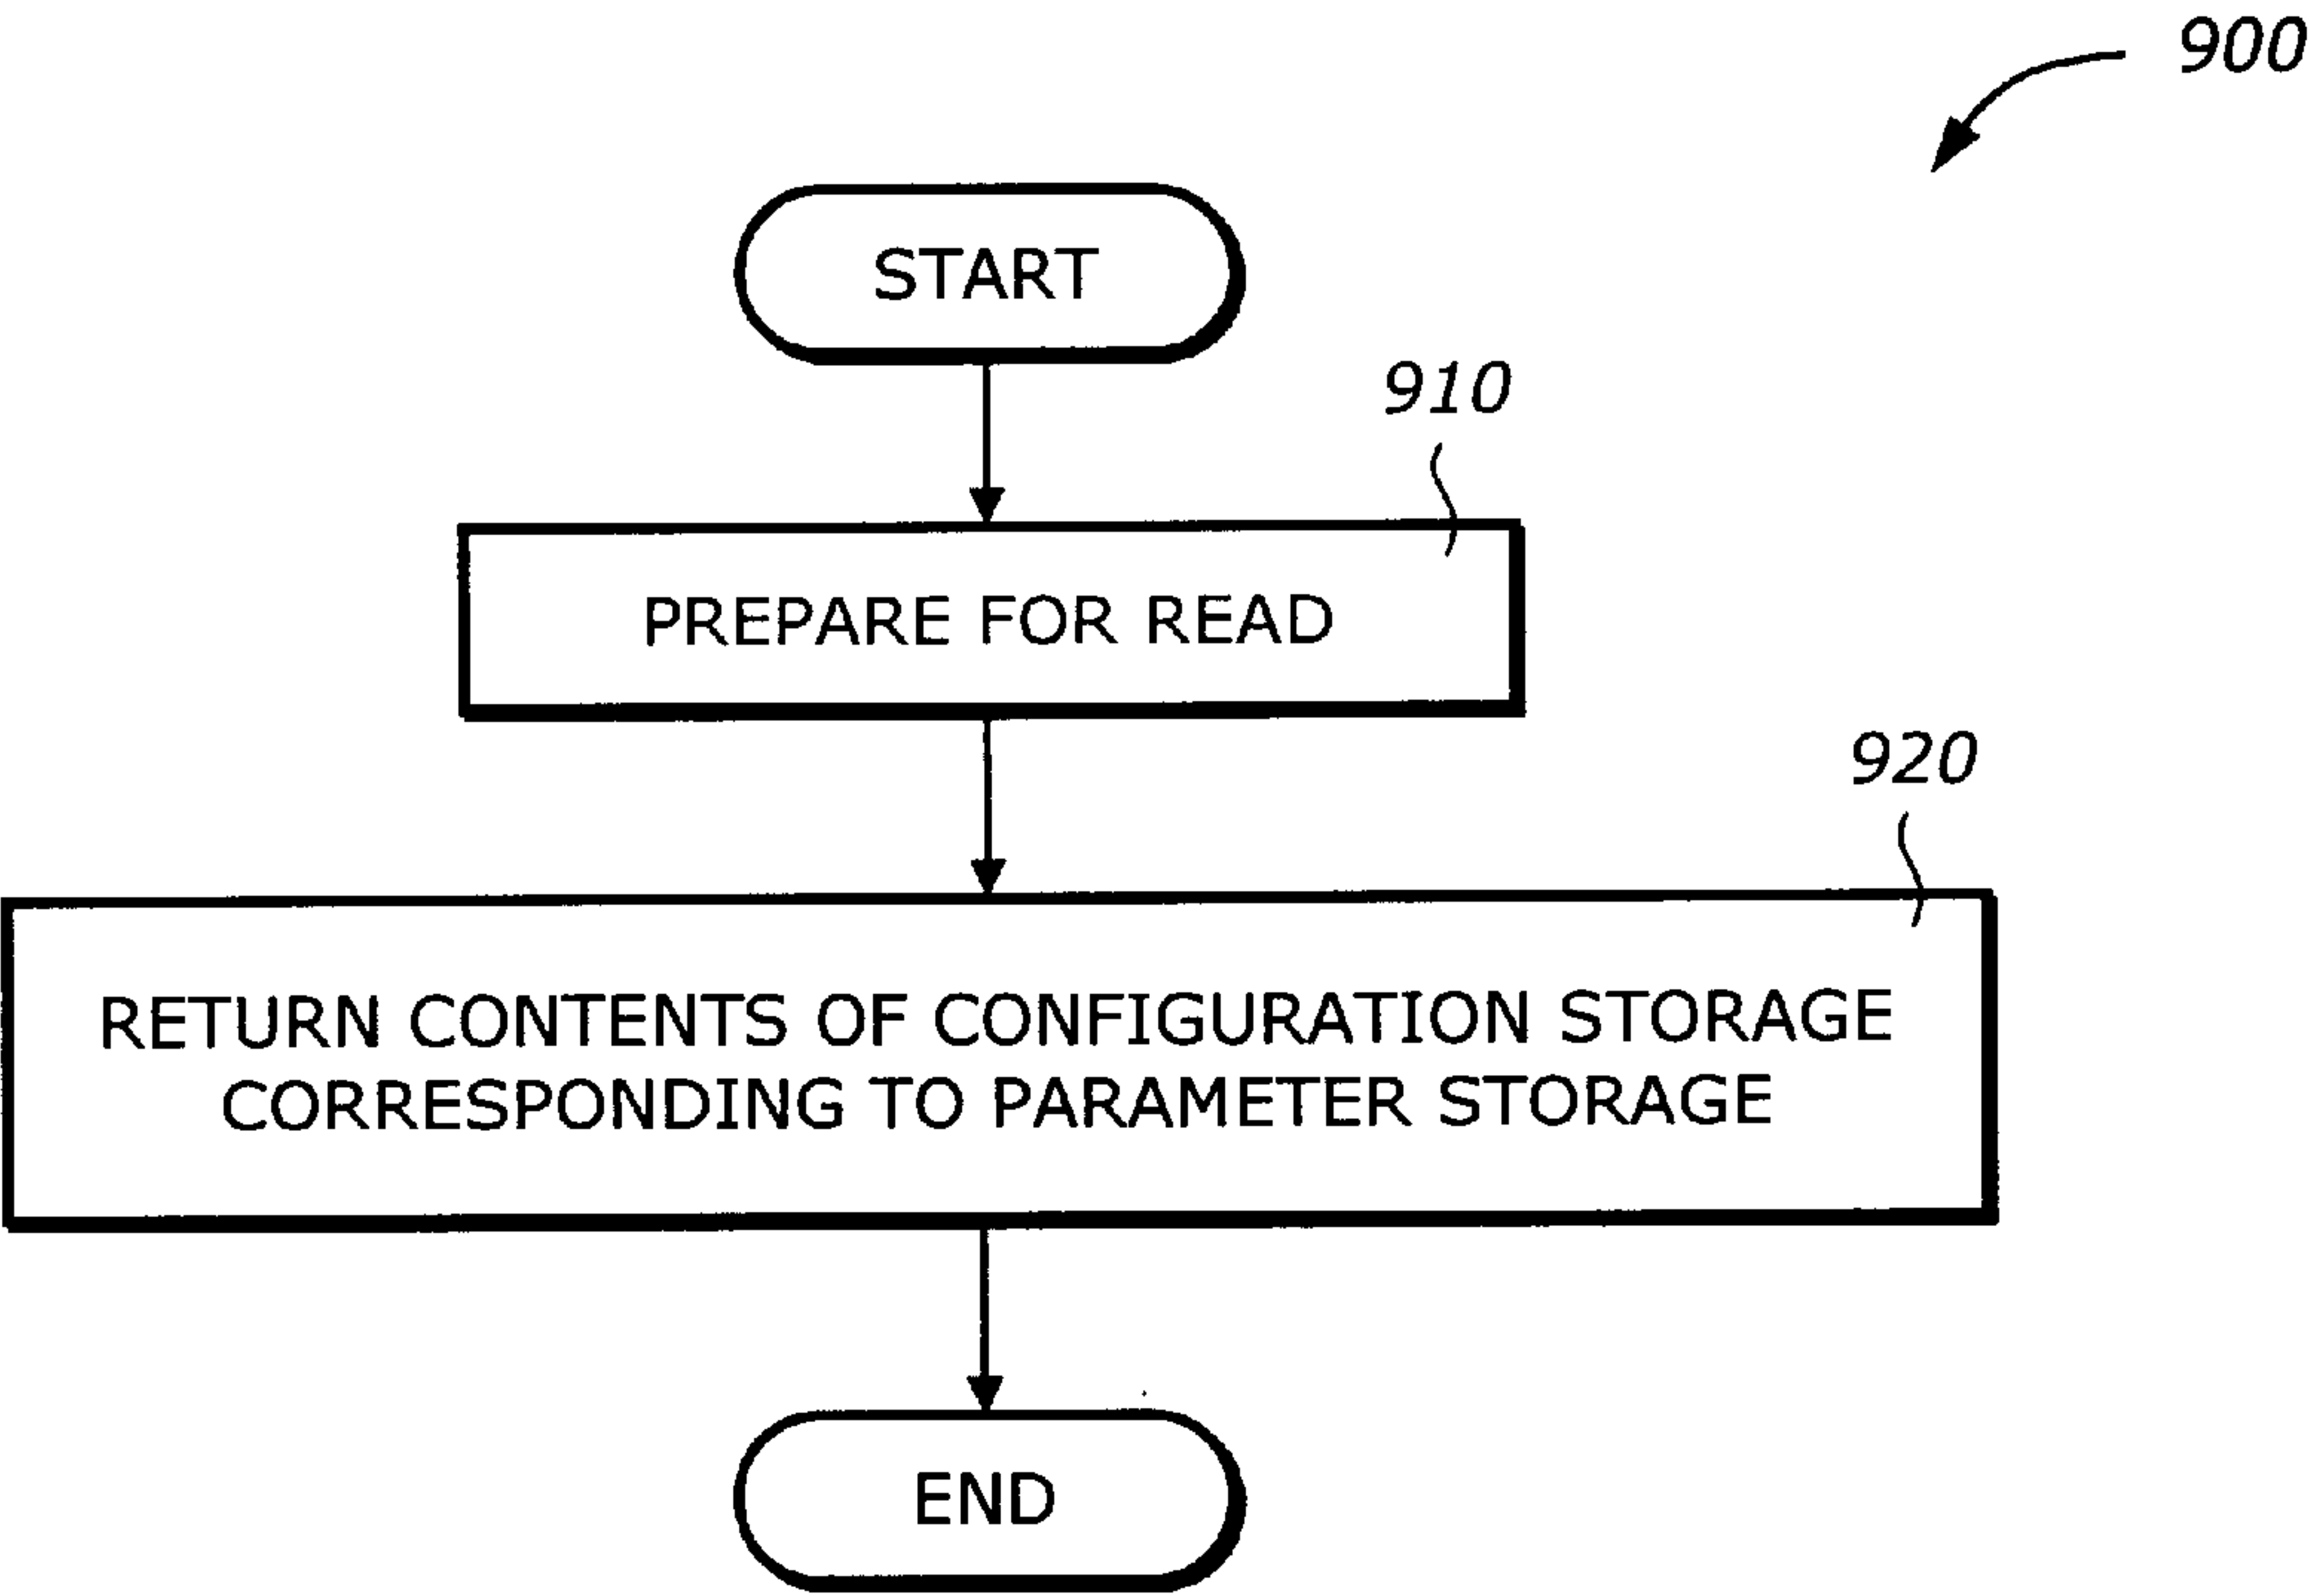 900
START
910
PREPARE FOR READ
920
RETURN CONTENTS OF CONFIGURATION STORAGE
CORRESPONDING TO PARAMETER STORAGE
END